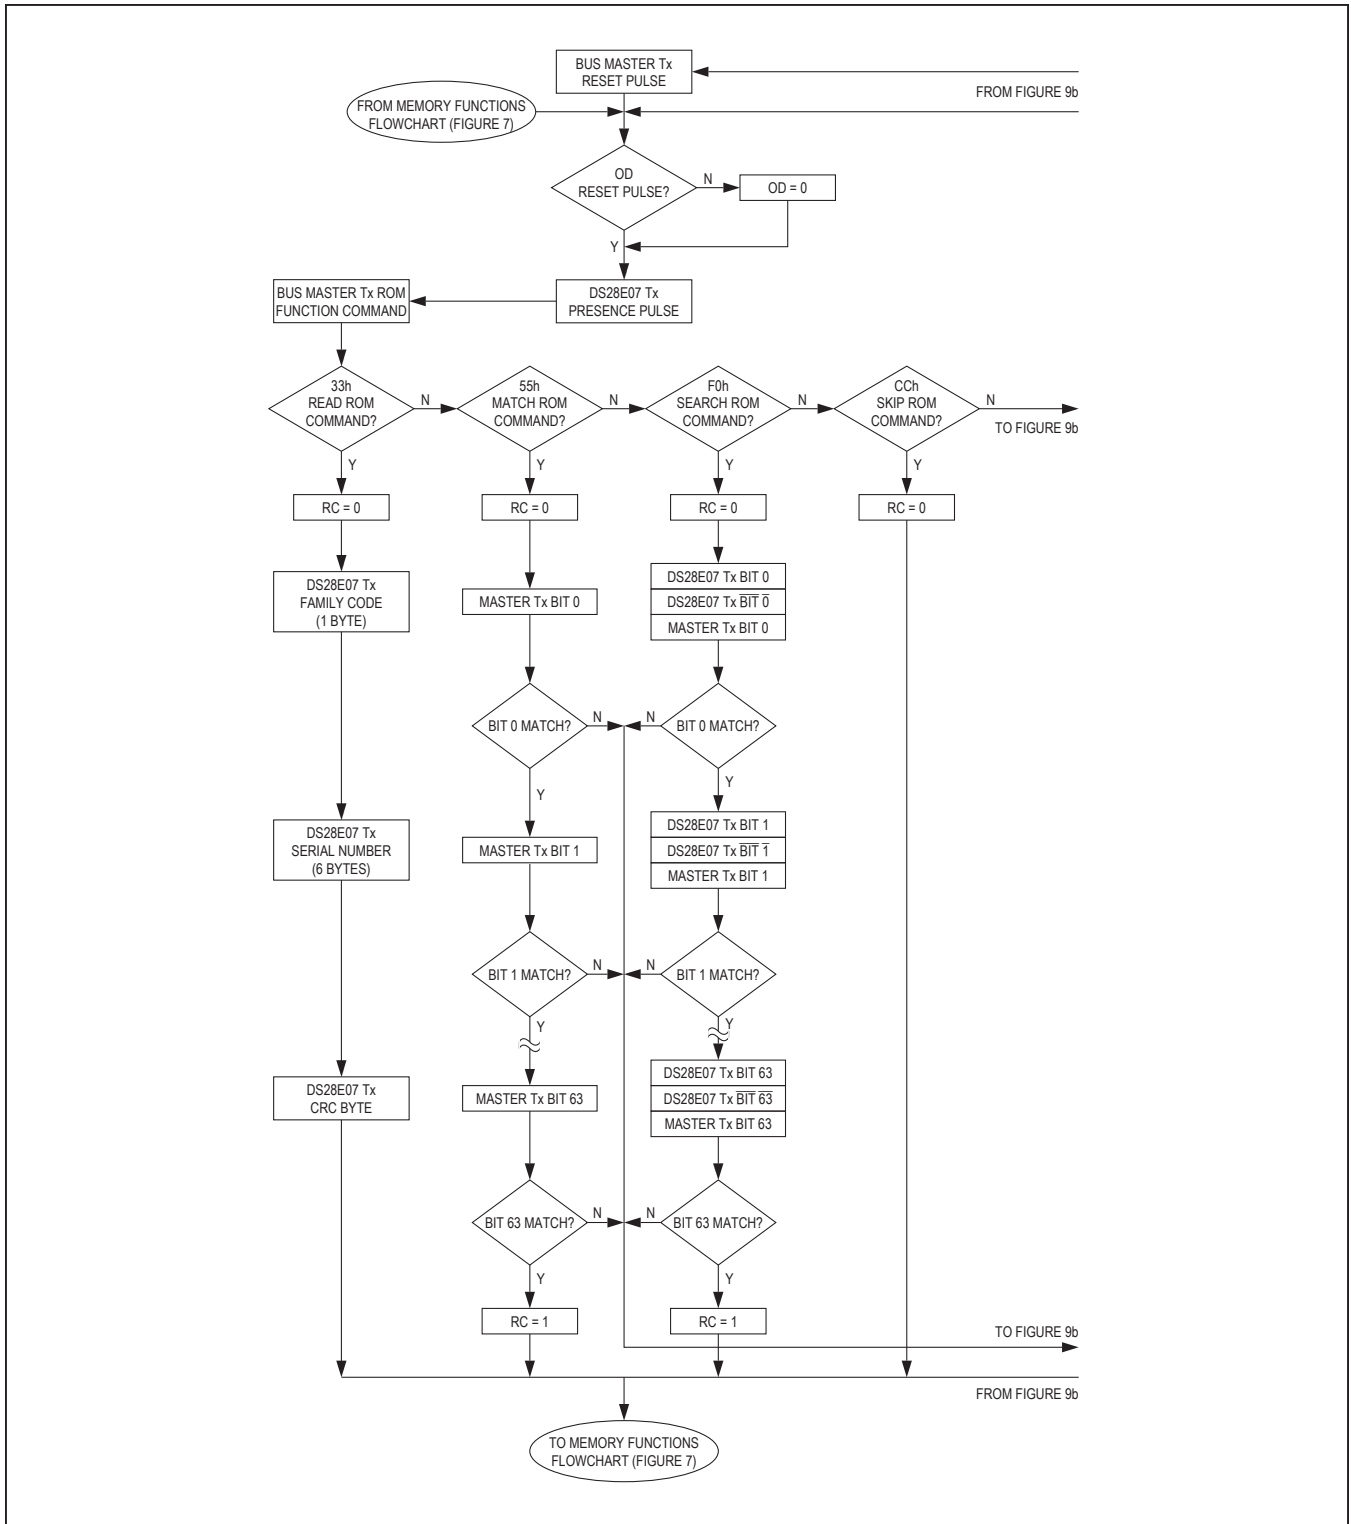 BUS MASTER Tx
RESET PULSE
FROM FIGURE 9b
FROM MEMORY FUNCTIONS
FLOWCHART (FIGURE 7)
OD
RESET PULSE?
N
OD = 0
Y
BUS MASTER Tx ROM
FUNCTION COMMAND
DS28E07 Tx
PRESENCE PULSE
33h
READ ROM
COMMAND?
N
55h
MATCH ROM
COMMAND?
N
F0h
SEARCH ROM
COMMAND?
N
CCh
SKIP ROM
COMMAND?
N
TO FIGURE 9b
Y
Y
Y
Y
RC = 0
RC = 0
RC = 0
RC = 0
DS28E07 Tx
FAMILY CODE
(1 BYTE)
MASTER Tx BIT 0
DS28E07 Tx BIT 0
DS28E07 Tx B̅I̅T̅ 0̅
MASTER Tx BIT 0
BIT 0 MATCH?
N
N
BIT 0 MATCH?
Y
Y
DS28E07 Tx
SERIAL NUMBER
(6 BYTES)
MASTER Tx BIT 1
DS28E07 Tx BIT 1
DS28E07 Tx B̅I̅T̅ 1̅
MASTER Tx BIT 1
BIT 1 MATCH?
N
N
BIT 1 MATCH?
Y
Y
DS28E07 Tx
CRC BYTE
MASTER Tx BIT 63
DS28E07 Tx BIT 63
DS28E07 Tx B̅I̅T̅ 6̅3̅
MASTER Tx BIT 63
BIT 63 MATCH?
N
N
BIT 63 MATCH?
Y
Y
RC = 1
RC = 1
TO FIGURE 9b
FROM FIGURE 9b
TO MEMORY FUNCTIONS
FLOWCHART (FIGURE 7)